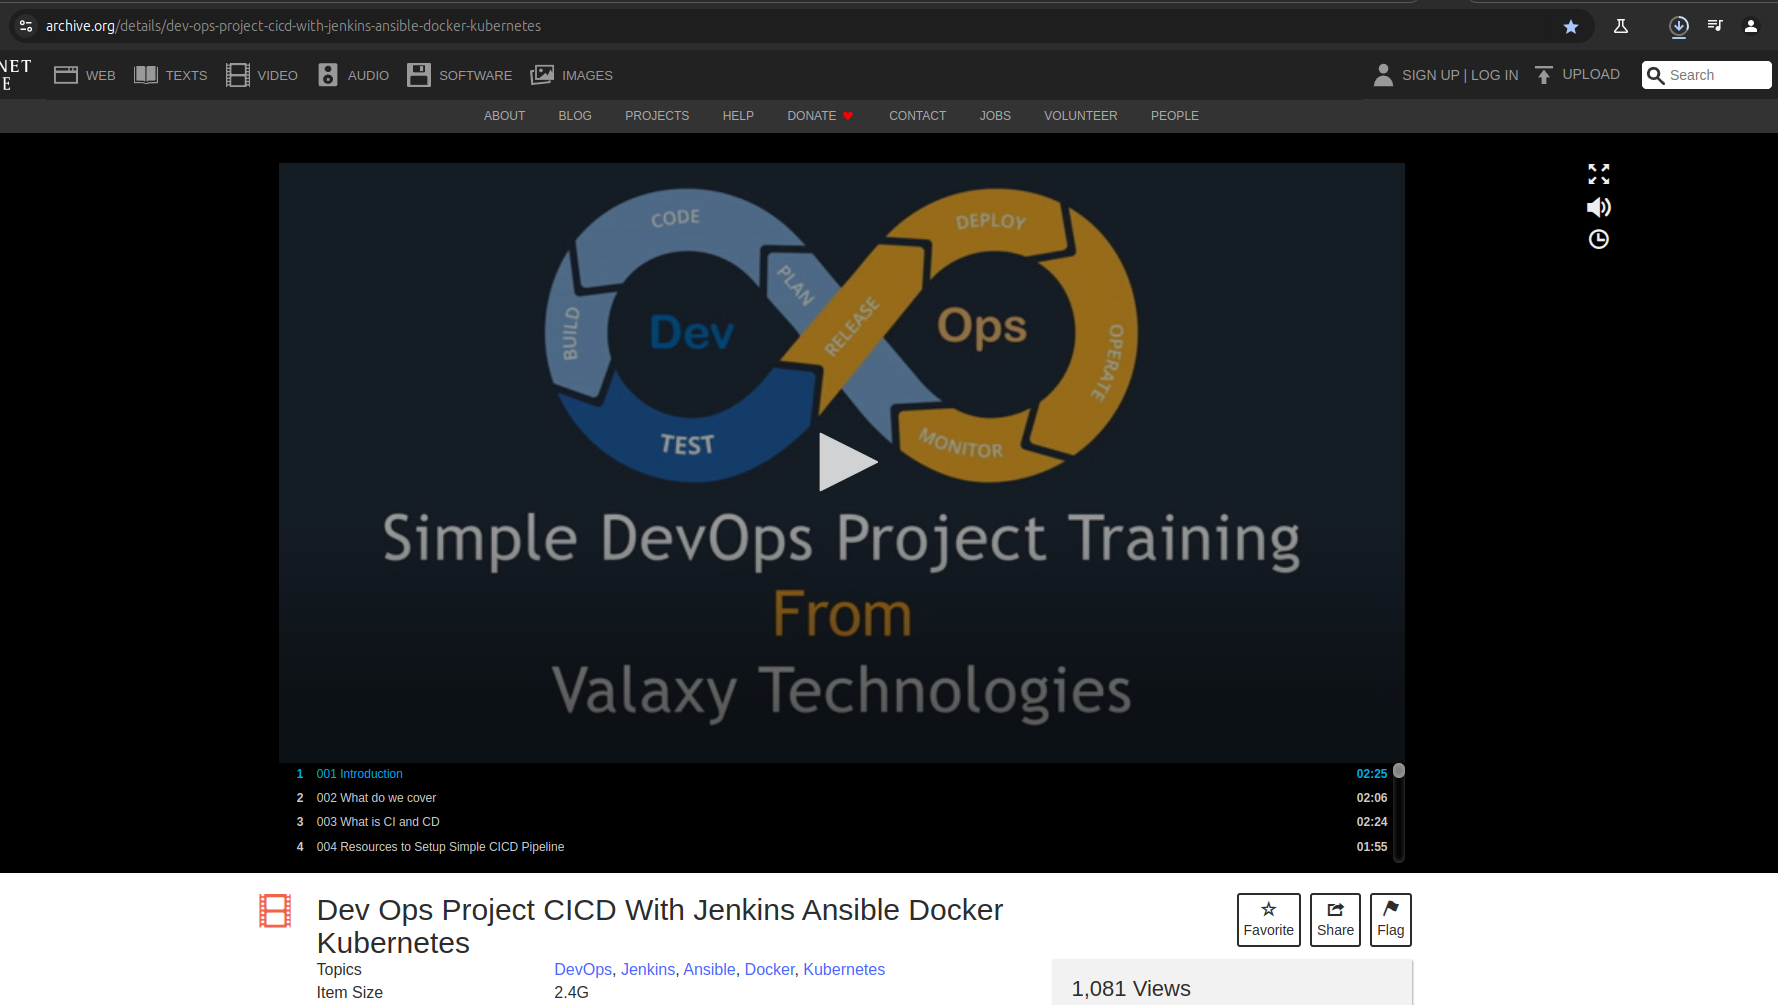 archive.org/details/dev-ops-project-cicd-with-jenkins-ansible-docker-kubernetes
NET
E
WEB TEXTS VIDEO AUDIO SOFTWARE IMAGES
SIGN UP | LOG IN UPLOAD Search
ABOUT BLOG PROJECTS HELP DONATE CONTACT JOBS VOLUNTEER PEOPLE
CODE
DEPLOY
PLAN
BUILD
Dev
RELEASE
Ops
OPERATE
TEST
MONITOR
Simple DevOps Project Training
From
Valaxy Technologies
1 001 Introduction 02:25
2 002 What do we cover 02:06
3 003 What is CI and CD 02:24
4 004 Resources to Setup Simple CICD Pipeline 01:55
Dev Ops Project CICD With Jenkins Ansible Docker
Kubernetes
Favorite Share Flag
Topics DevOps, Jenkins, Ansible, Docker, Kubernetes
Item Size 2.4G
1,081 Views